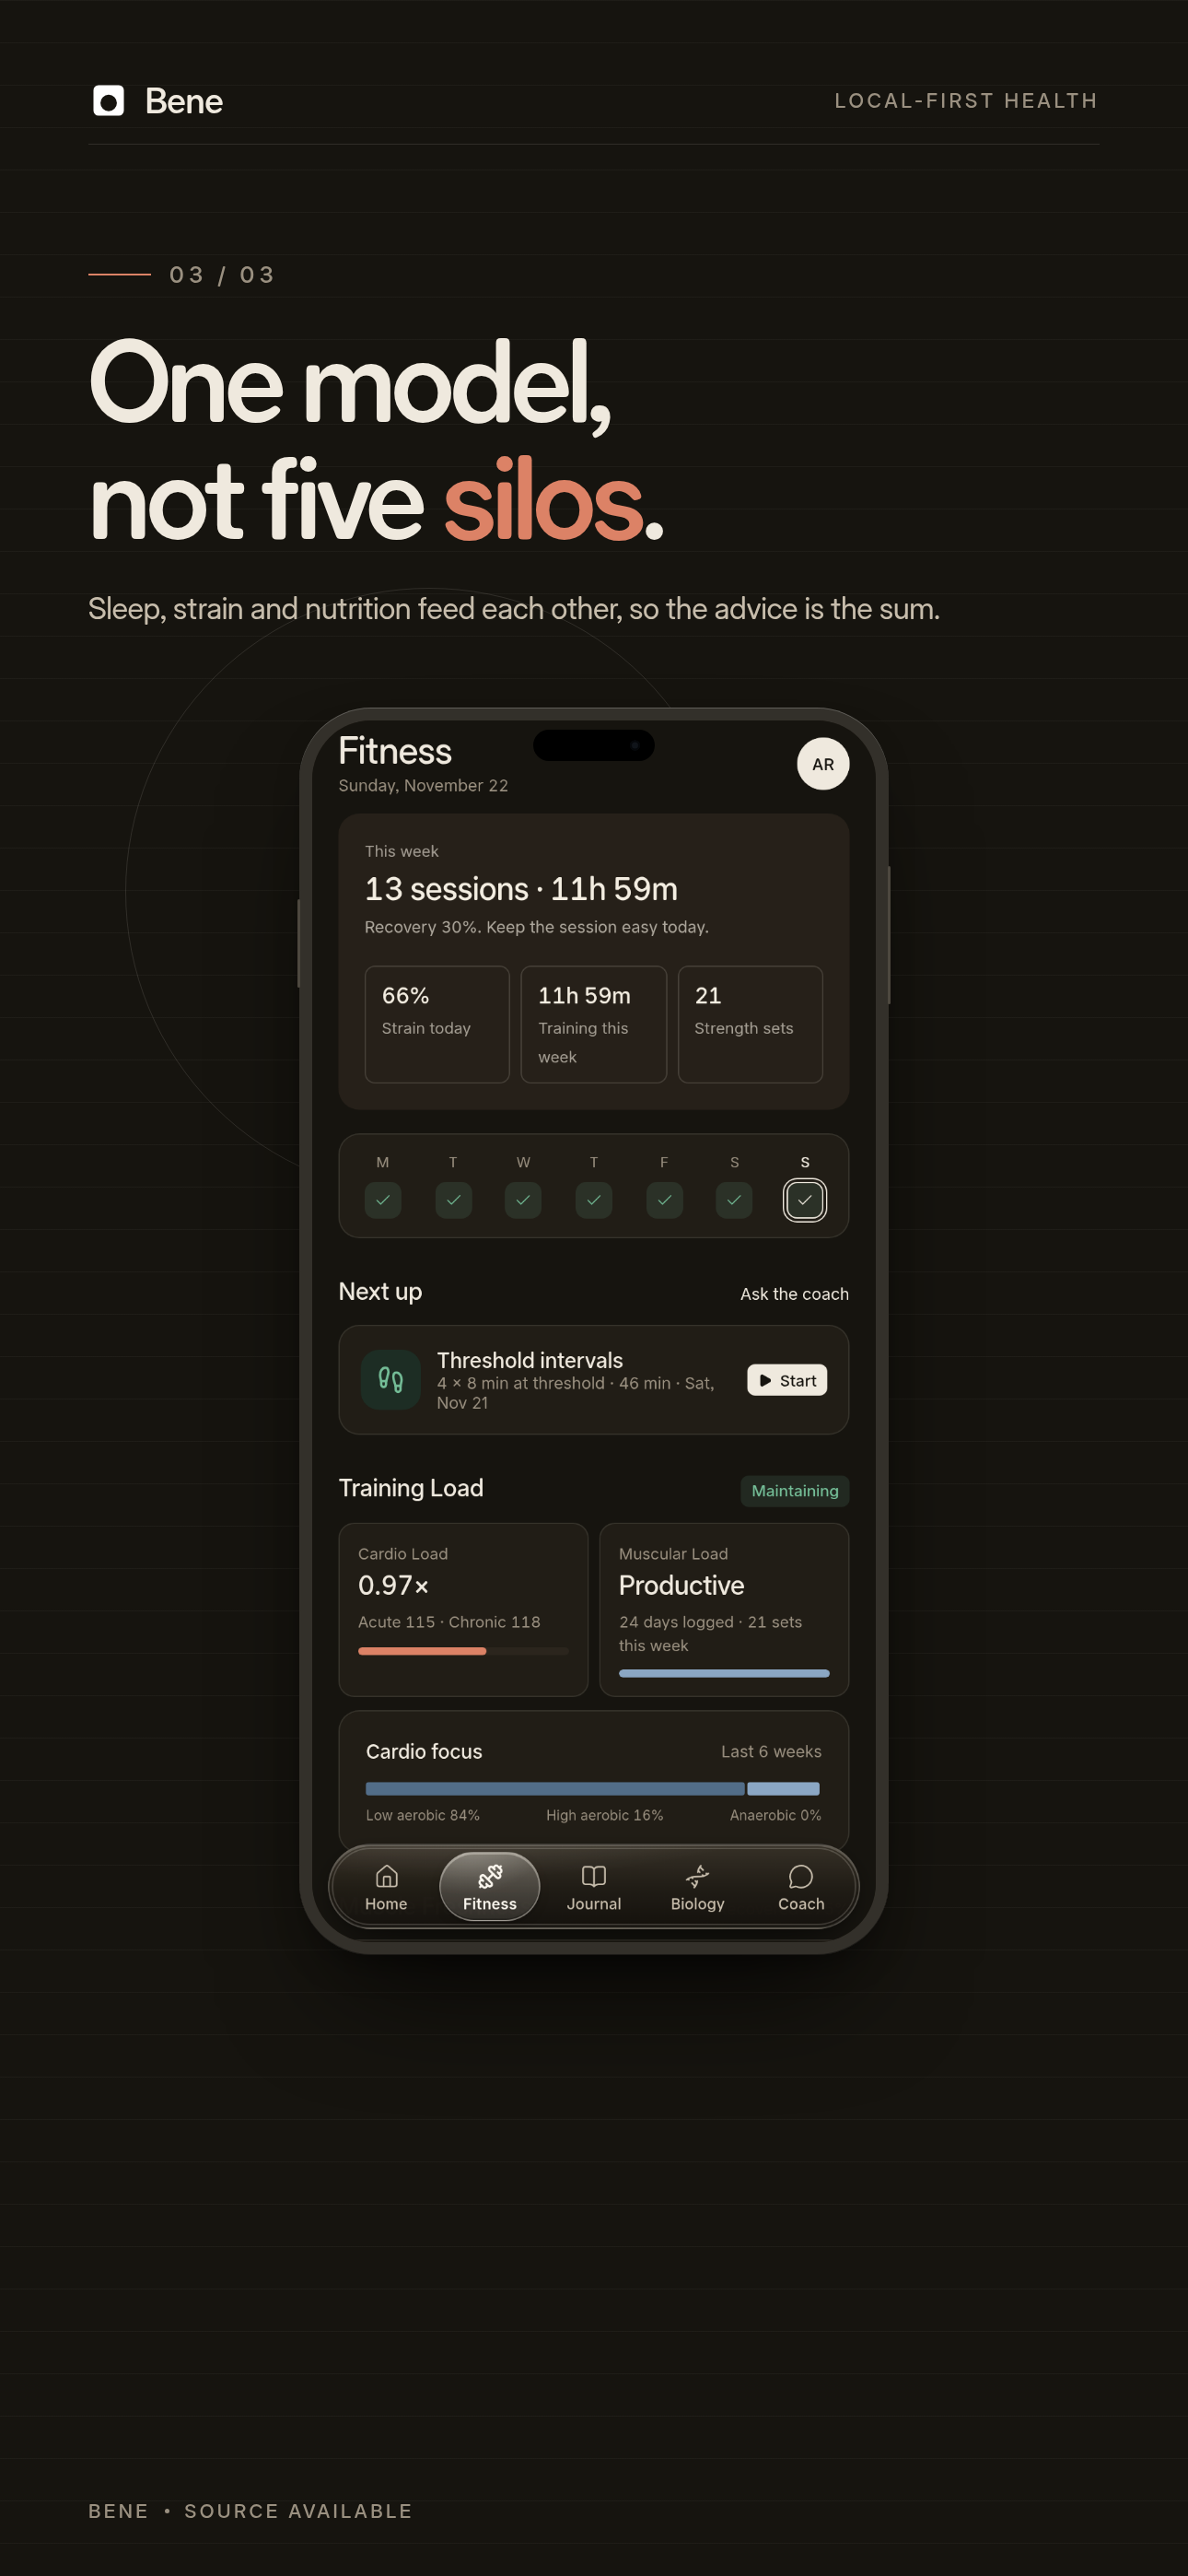 Bene
LOCAL-FIRST HEALTH
03 / 03
One model,
not five silos.
Sleep, strain and nutrition feed each other, so the advice is the sum.
Fitness
Sunday, November 22
AR
This week
13 sessions · 11h 59m
Recovery 30%. Keep the session easy today.
66%
Strain today
11h 59m
Training this
week
21
Strength sets
M T W T F S S
Next up
Ask the coach
Threshold intervals
4 × 8 min at threshold · 46 min · Sat,
Nov 21
Start
Training Load
Maintaining
Cardio Load
0.97×
Acute 115 · Chronic 118
Muscular Load
Productive
24 days logged · 21 sets
this week
Cardio focus
Last 6 weeks
Low aerobic 84%
High aerobic 16%
Anaerobic 0%
Home
Fitness
Journal
Biology
Coach
BENE • SOURCE AVAILABLE